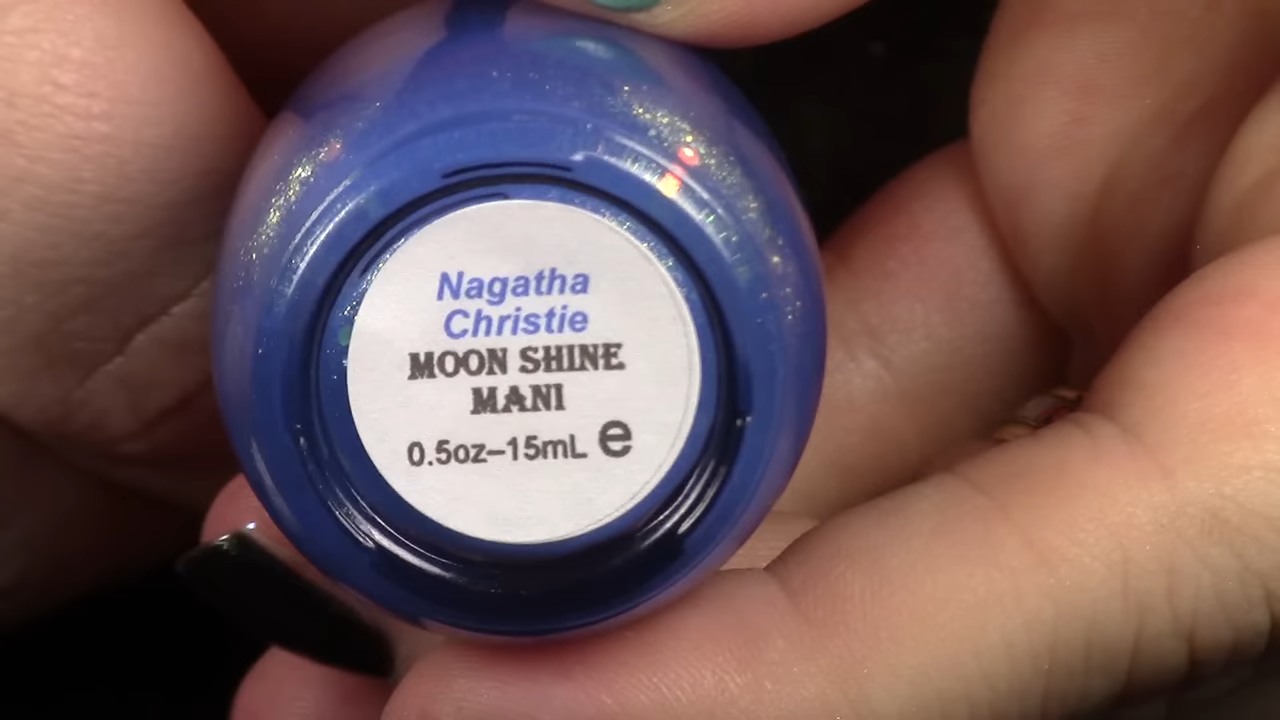 Nagatha
Christie
MOON SHINE
MANI
0.5oz–15mL e